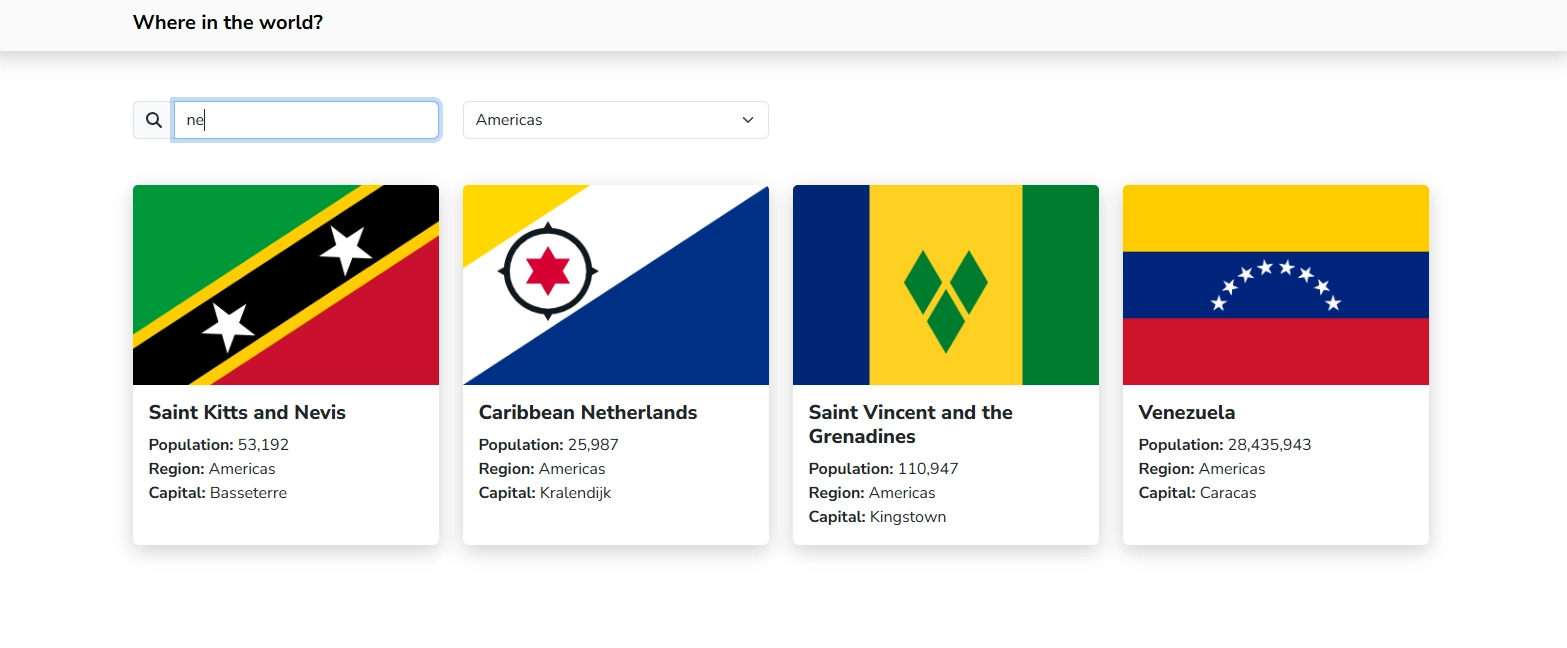 Where in the world?
ne
Americas
Saint Kitts and Nevis
Population: 53,192
Region: Americas
Capital: Basseterre
Caribbean Netherlands
Population: 25,987
Region: Americas
Capital: Kralendijk
Saint Vincent and the
Grenadines
Population: 110,947
Region: Americas
Capital: Kingstown
Venezuela
Population: 28,435,943
Region: Americas
Capital: Caracas